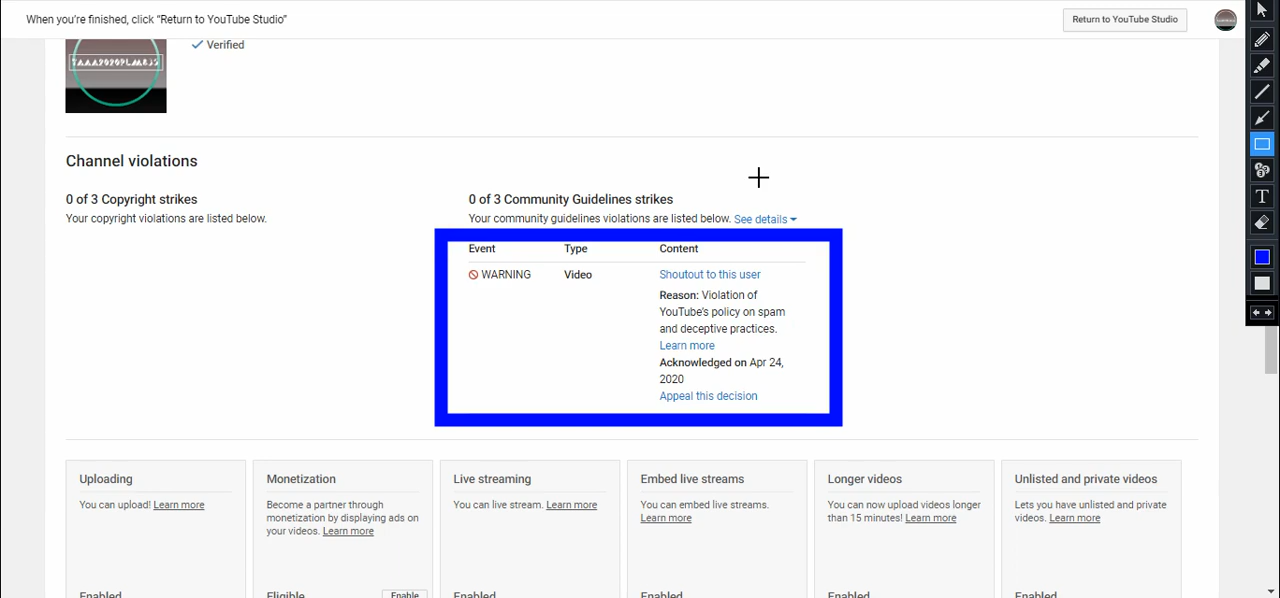 When you're finished, click “Return to YouTube Studio”
Return to YouTube Studio
Verified
Channel violations
0 of 3 Copyright strikes
Your copyright violations are listed below.
0 of 3 Community Guidelines strikes
Your community guidelines violations are listed below. See details
Event Type Content
WARNING Video Shoutout to this user
Reason: Violation of
YouTube's policy on spam
and deceptive practices.
Learn more
Acknowledged on Apr 24,
2020
Appeal this decision
Uploading
You can upload! Learn more
Enabled
Monetization
Become a partner through
monetization by displaying ads on
your videos. Learn more
Eligible Enable
Live streaming
You can live stream. Learn more
Enabled
Embed live streams
You can embed live streams.
Learn more
Enabled
Longer videos
You can now upload videos longer
than 15 minutes! Learn more
Enabled
Unlisted and private videos
Lets you have unlisted and private
videos. Learn more
Enabled
T